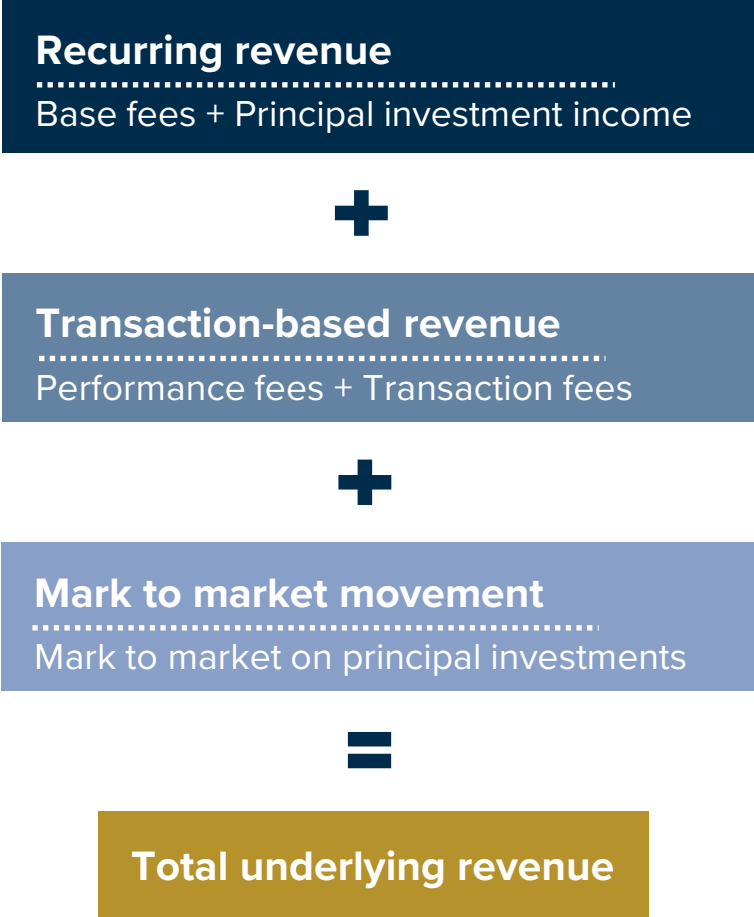 Recurring revenue
Base fees + Principal investment income
+
Transaction-based revenue
Performance fees + Transaction fees
+
Mark to market movement
Mark to market on principal investments
=
Total underlying revenue